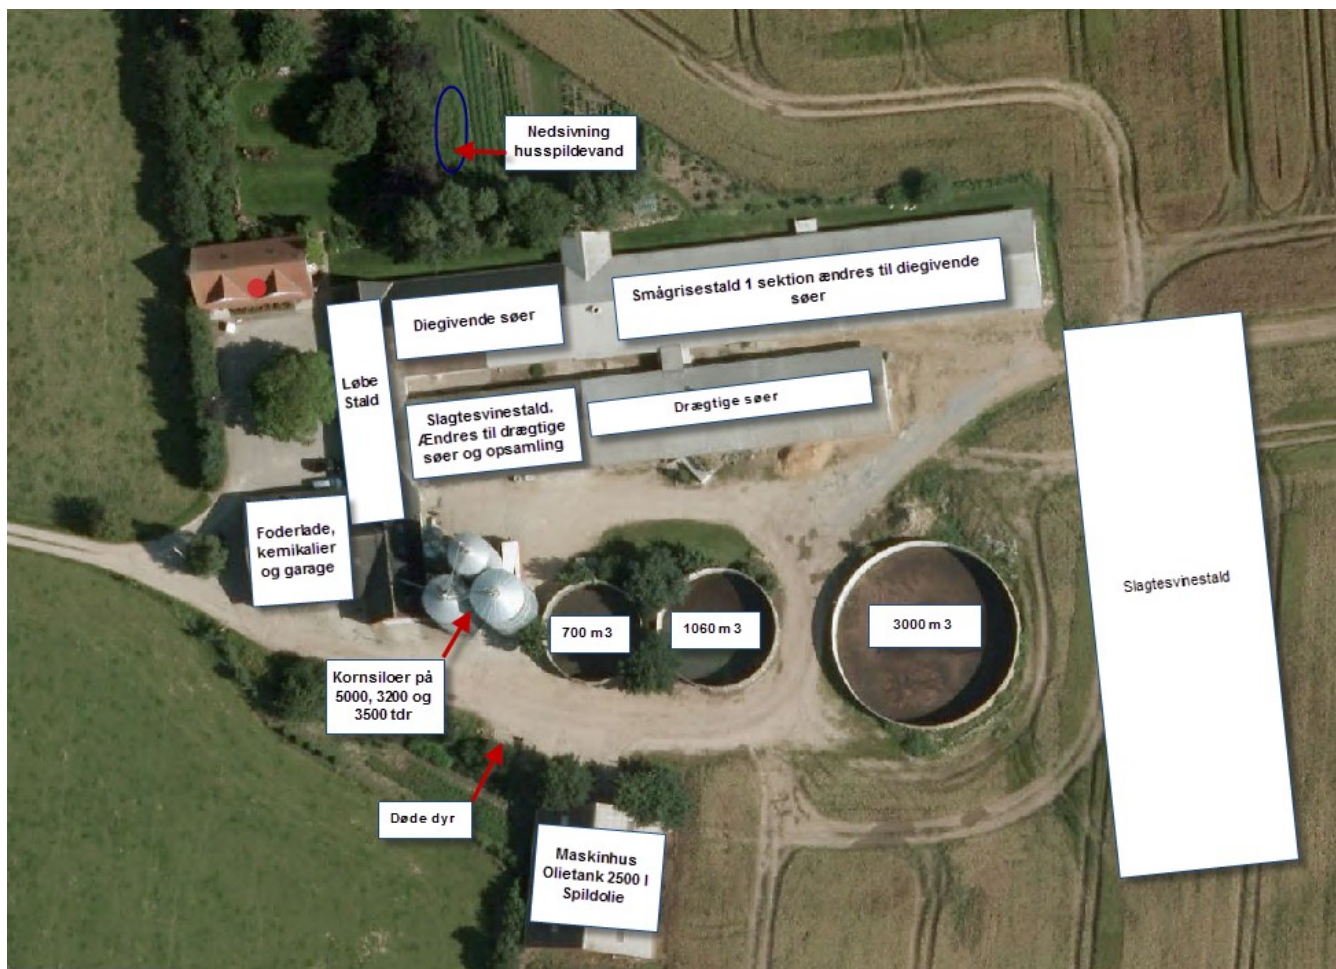 Nedsivning
husspildevand
Smågrisestald 1 sektion ændres til diegivende
søer
Diegivende søer
Løbe
Stald
Slagtesvinestald.
Ændres til drægtige
søer og opsamling
Drægtige søer
Foderlade,
kemikalier
og garage
700 m3
1060 m3
3000 m3
Slagtesvinestald
Kornsiloer på
5000, 3200 og
3500 tdr
Døde dyr
Maskinhus
Olietank 2500 l
Spildolie